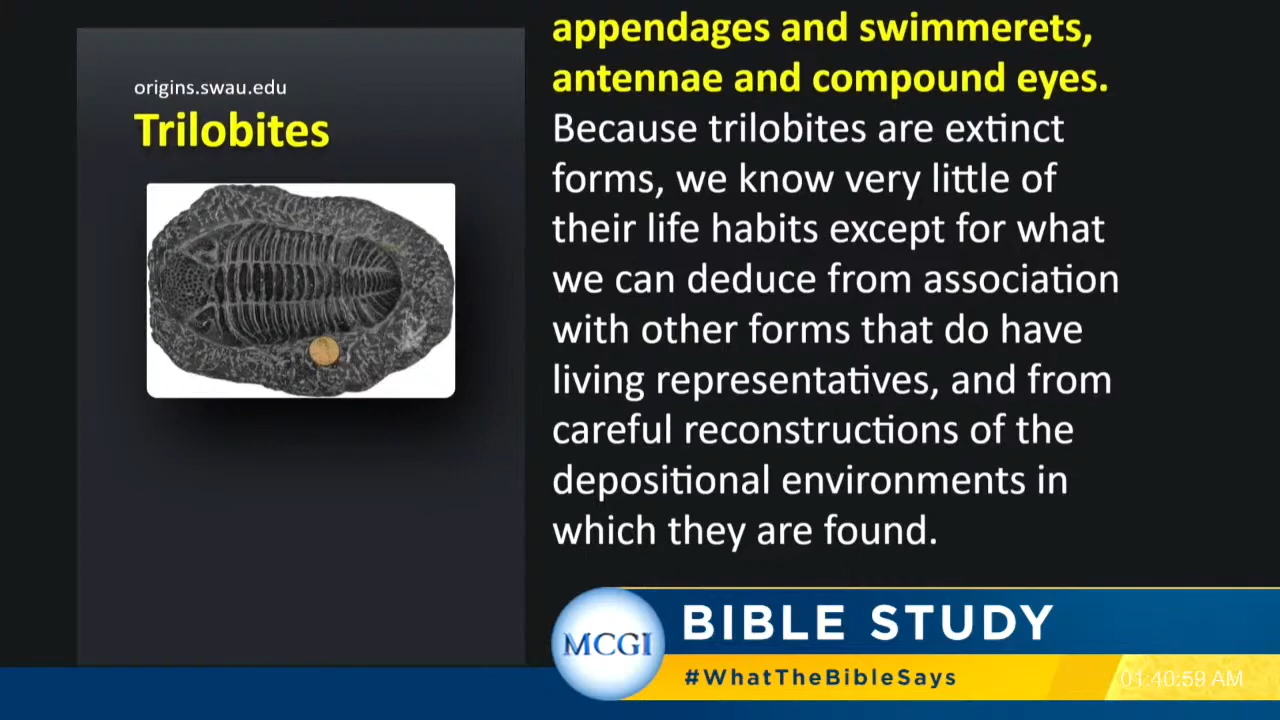 origins.swau.edu
Trilobites
appendages and swimmerets,
antennae and compound eyes.
Because trilobites are extinct
forms, we know very little of
their life habits except for what
we can deduce from association
with other forms that do have
living representatives, and from
careful reconstructions of the
depositional environments in
which they are found.
MCGI
BIBLE STUDY
#WhatTheBibleSays
01:40:59 AM